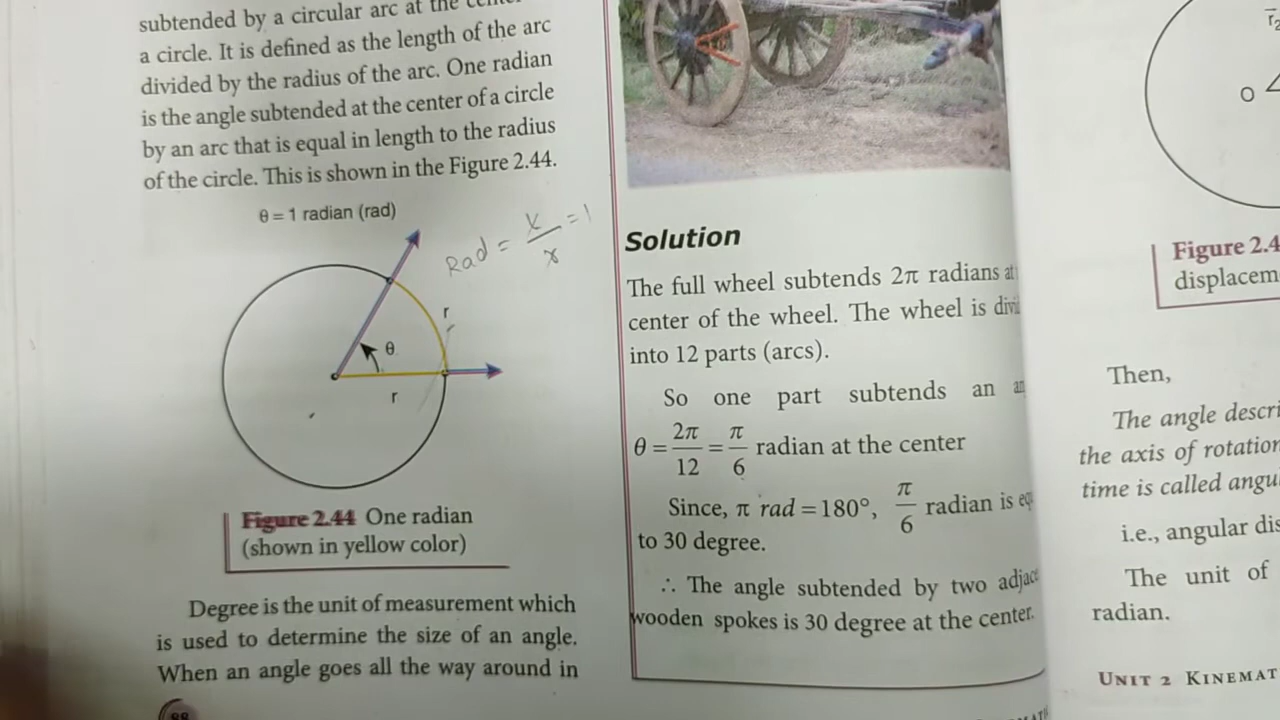 subtended by a circular arc at the
a circle. It is defined as the length of the arc
divided by the radius of the arc. One radian
is the angle subtended at the center of a circle
by an arc that is equal in length to the radius
of the circle. This is shown in the Figure 2.44.
θ = 1 radian (rad)
Rad = r/r = 1
r
θ
r
Figure 2.44 One radian
(shown in yellow color)
Degree is the unit of measurement which
is used to determine the size of an angle.
When an angle goes all the way around in
88
Solution
The full wheel subtends 2π radians at
center of the wheel. The wheel is
into 12 parts (arcs).
So one part subtends an
θ = 2π/12 = π/6 radian at the center
Since, π rad = 180°, π/6 radian is
to 30 degree.
∴ The angle subtended by two
wooden spokes is 30 degree at the center.
r⃗2
O
Figure 2.4
Then,
The angle
the axis of rotation
time is called
i.e., angular
The unit of
radian.
UNIT 2